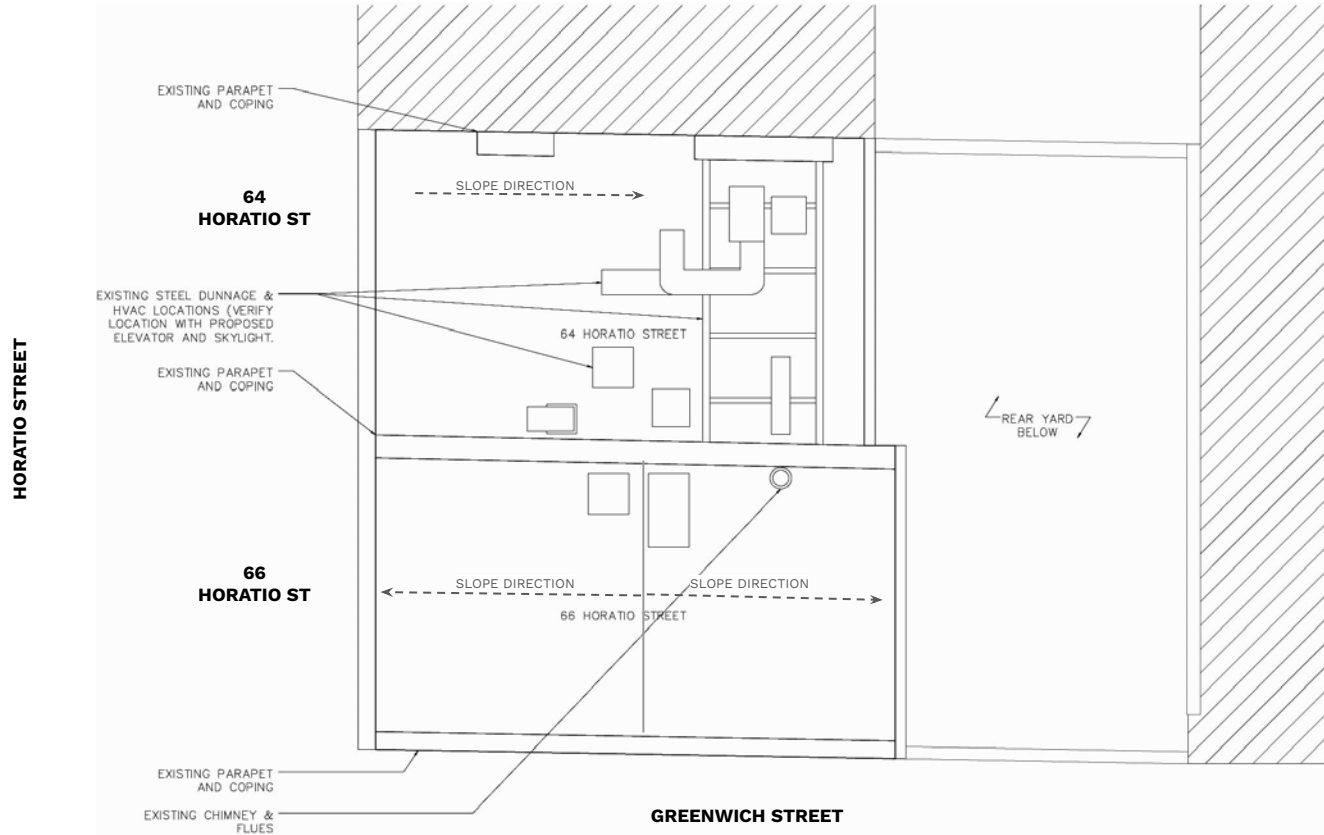 EXISTING PARAPET
AND COPING
64
HORATIO ST
SLOPE DIRECTION
EXISTING STEEL DUNNAGE &
HVAC LOCATIONS (VERIFY
LOCATION WITH PROPOSED
ELEVATOR AND SKYLIGHT.
64 HORATIO STREET
EXISTING PARAPET
AND COPING
HORATIO STREET
REAR YARD
BELOW
66
HORATIO ST
SLOPE DIRECTION
SLOPE DIRECTION
66 HORATIO STREET
EXISTING PARAPET
AND COPING
EXISTING CHIMNEY &
FLUES
GREENWICH STREET